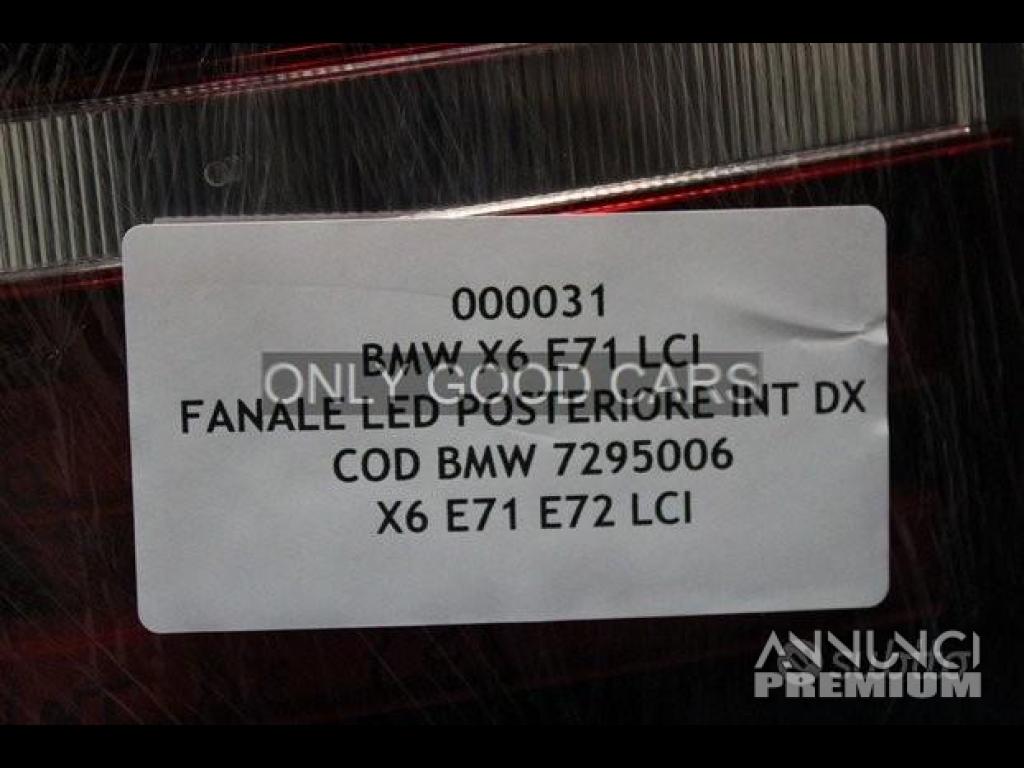 000031
BMW X6 E71 LCI
ONLY GOOD CARS
FANALE LED POSTERIORE INT DX
COD BMW 7295006
X6 E71 E72 LCI
ANNUNCI
subito
PREMIUM